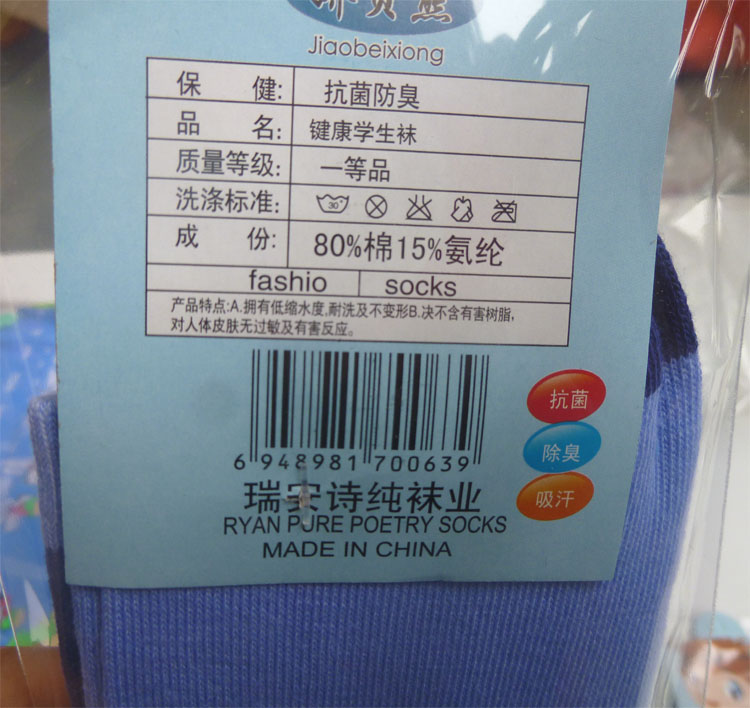 Jiaobeixiong
保 健: 抗菌防臭
品 名: 键康学生袜
质量等级: 一等品
洗涤标准: 30°
成 份: 80%棉15%氨纶
fashio socks
产品特点:A.拥有低缩水度,耐洗及不变形B.决不含有害树脂,
对人体皮肤无过敏及有害反应。
抗菌
除臭
吸汗
6 948981 700639
瑞安诗纯袜业
RYAN PURE POETRY SOCKS
MADE IN CHINA